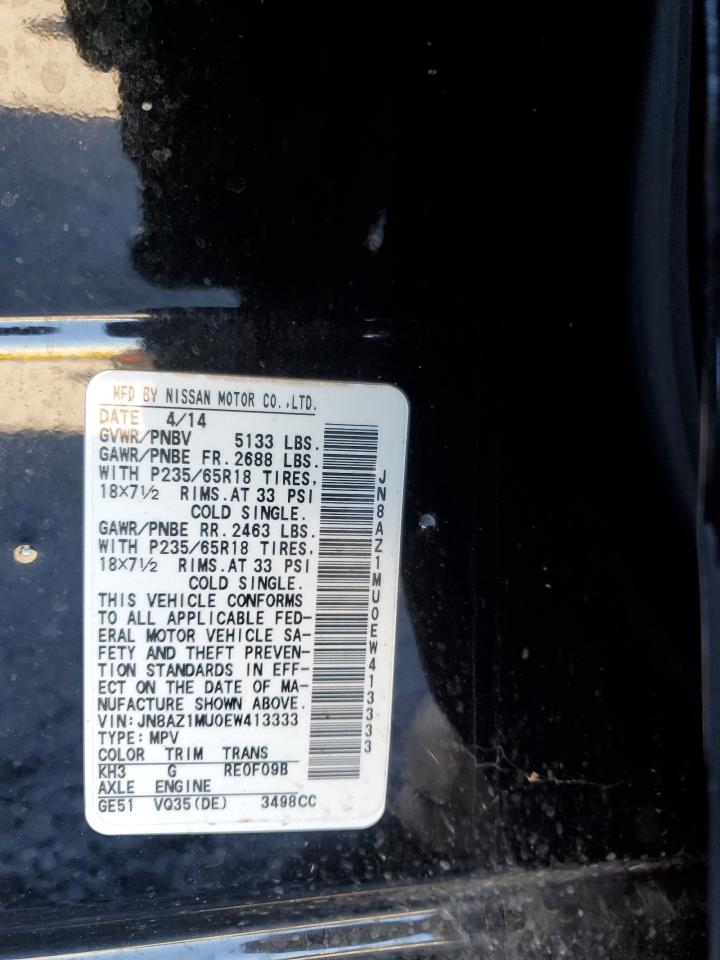 MFD BY NISSAN MOTOR CO.,LTD.
DATE 4/14
GVWR/PNBV 5133 LBS.
GAWR/PNBE FR. 2688 LBS.
WITH P235/65R18 TIRES,
18×7½ RIMS. AT 33 PSI
COLD SINGLE.
GAWR/PNBE RR. 2463 LBS.
WITH P235/65R18 TIRES,
18×7½ RIMS. AT 33 PSI
COLD SINGLE.
THIS VEHICLE CONFORMS
TO ALL APPLICABLE FED-
ERAL MOTOR VEHICLE SA-
FETY AND THEFT PREVEN-
TION STANDARDS IN EFF-
ECT ON THE DATE OF MA-
NUFACTURE SHOWN ABOVE.
VIN: JN8AZ1MU0EW413333
TYPE: MPV
COLOR TRIM TRANS
KH3 G RE0F09B
AXLE ENGINE
GE51 VQ35(DE) 3498CC
JN8AZ1MU0EW413333